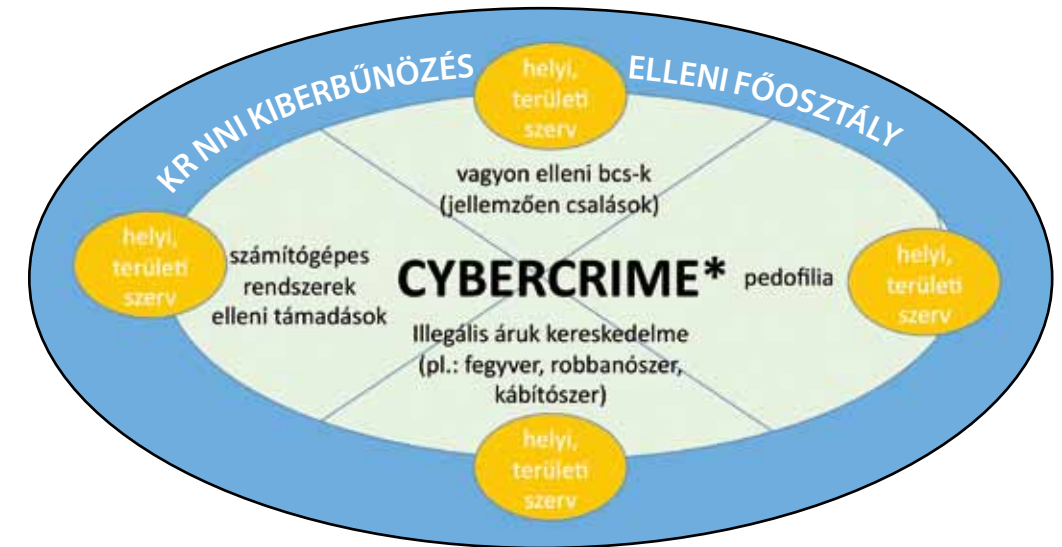 KR NNI KIBERBŰNÖZÉS ELLENI FŐOSZTÁLY
helyi,
területi
szerv
vagyon elleni bcs-k
(jellemzően csalások)
helyi,
területi
szerv
számítógépes
rendszerek
elleni támadások
CYBERCRIME*
pedofilia
helyi,
területi
szerv
Illegális áruk kereskedelme
(pl.: fegyver, robbanószer,
kábítószer)
helyi,
területi
szerv